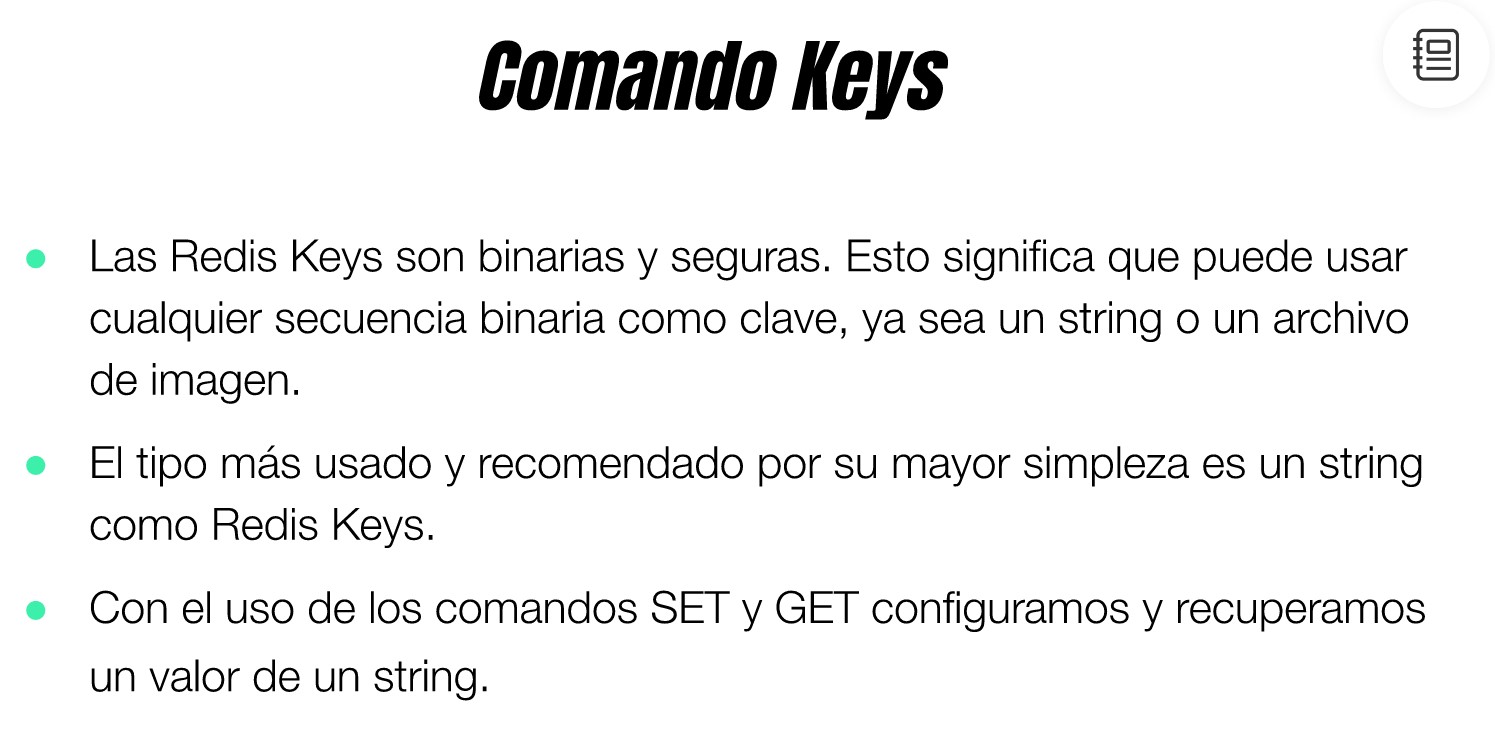 Comando Keys
Las Redis Keys son binarias y seguras. Esto significa que puede usar
cualquier secuencia binaria como clave, ya sea un string o un archivo
de imagen.
El tipo más usado y recomendado por su mayor simpleza es un string
como Redis Keys.
Con el uso de los comandos SET y GET configuramos y recuperamos
un valor de un string.